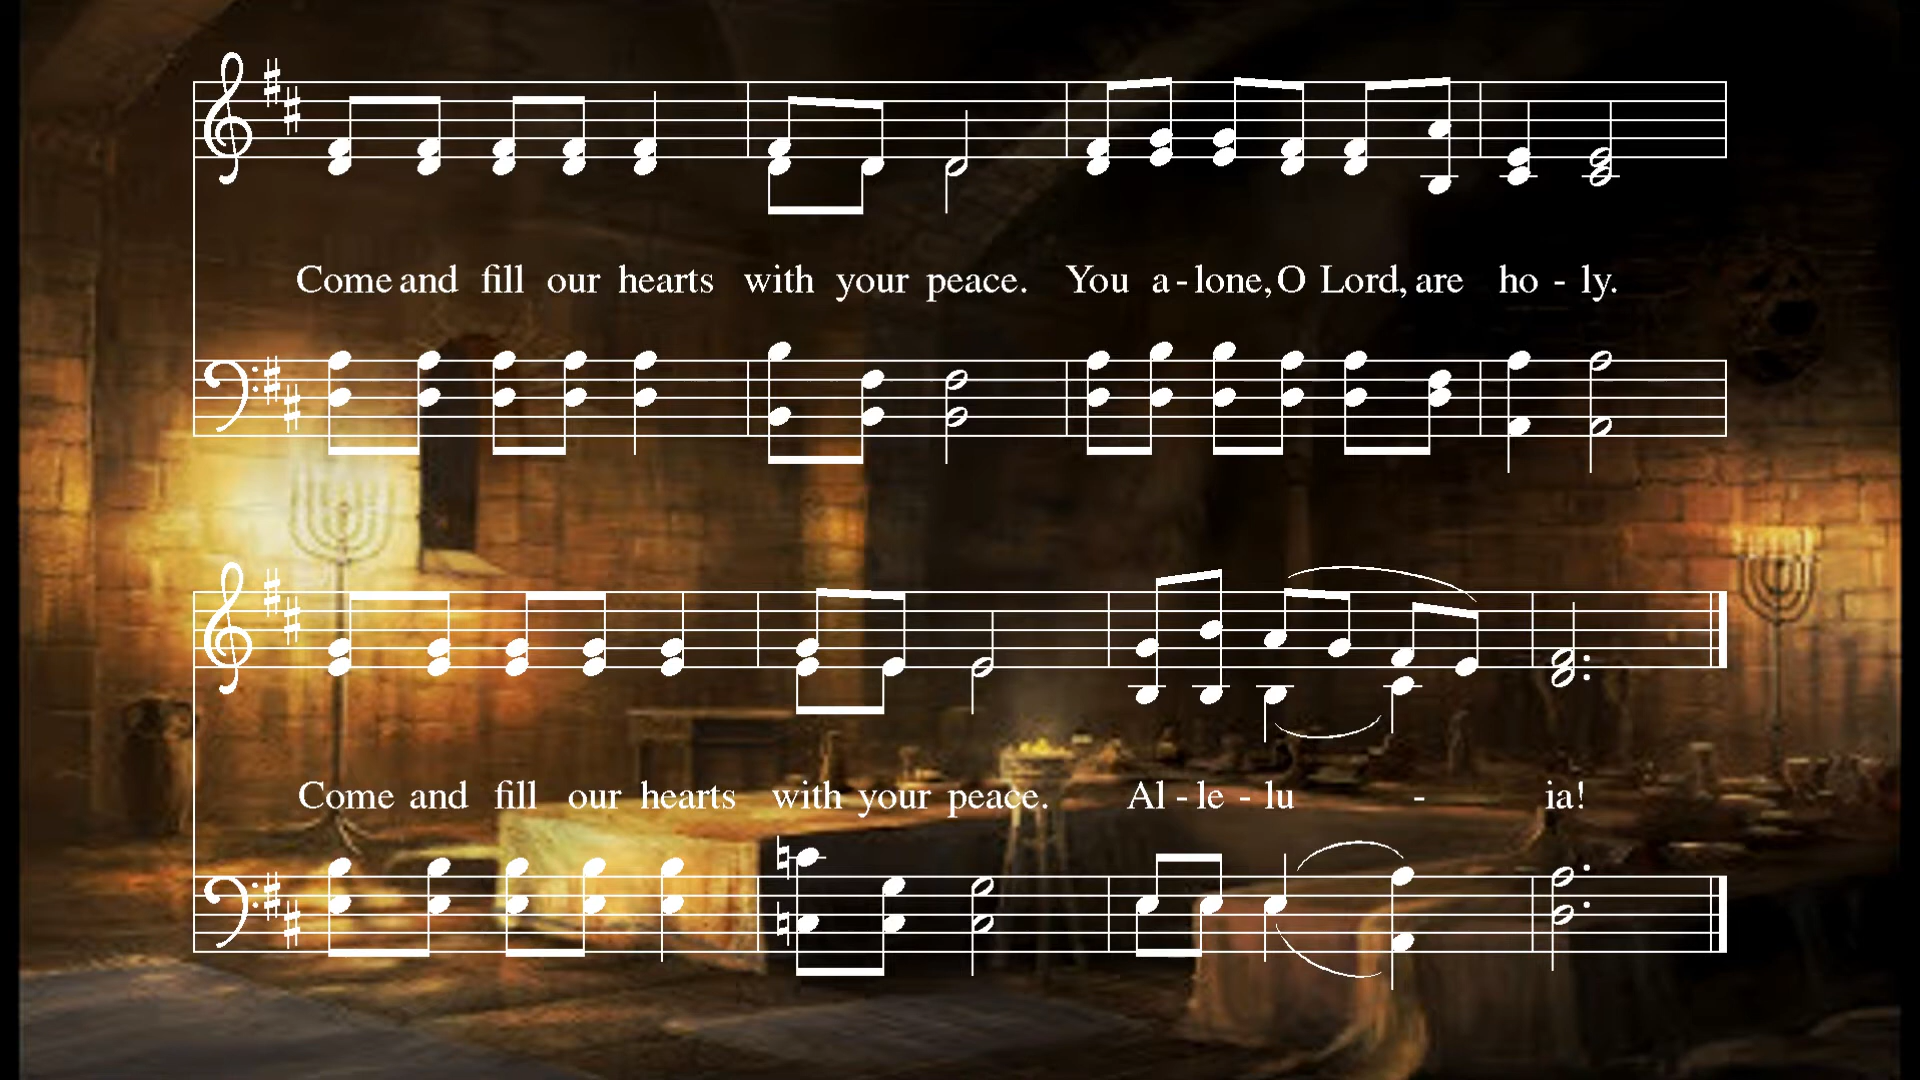 Come and fill our hearts with your peace. You a - lone, O Lord, are ho - ly.
Come and fill our hearts with your peace. Al - le - lu - ia!